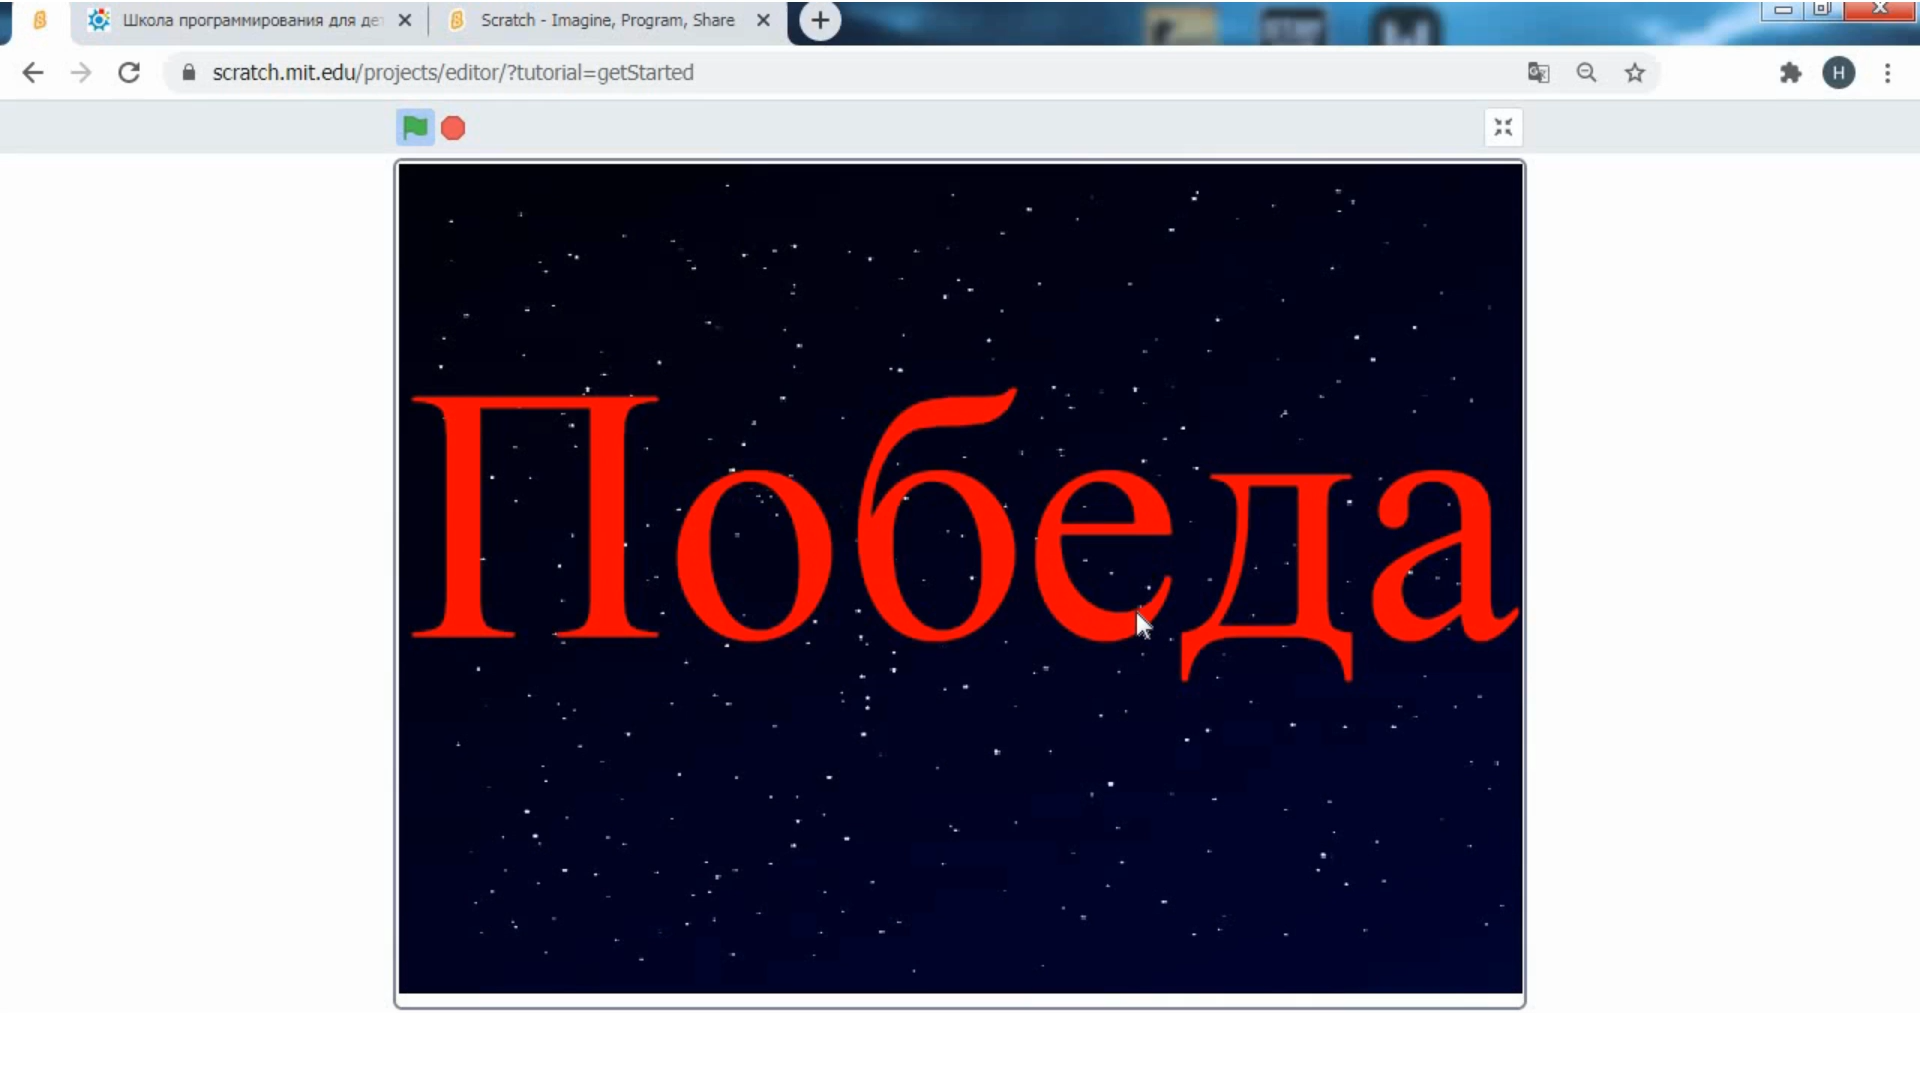 Школа программирования для де
Scratch - Imagine, Program, Share
scratch.mit.edu/projects/editor/?tutorial=getStarted
H
Победа